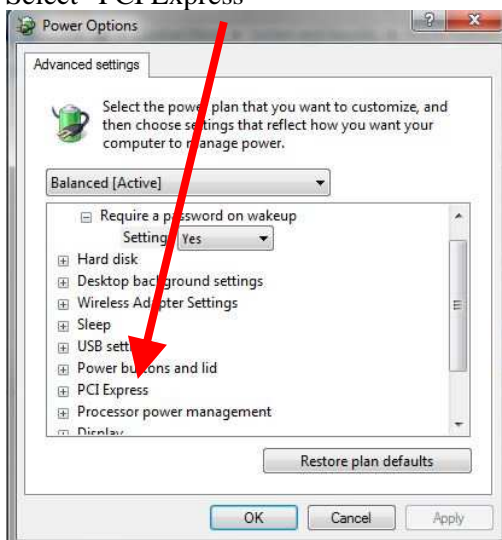 Select "PCI Express"
Power Options
Advanced settings
Select the power plan that you want to customize, and
then choose settings that reflect how you want your
computer to manage power.
Balanced [Active]
Require a password on wakeup
Setting: Yes
Hard disk
Desktop background settings
Wireless Adapter Settings
Sleep
USB settings
Power buttons and lid
PCI Express
Processor power management
Display
Restore plan defaults
OK
Cancel
Apply